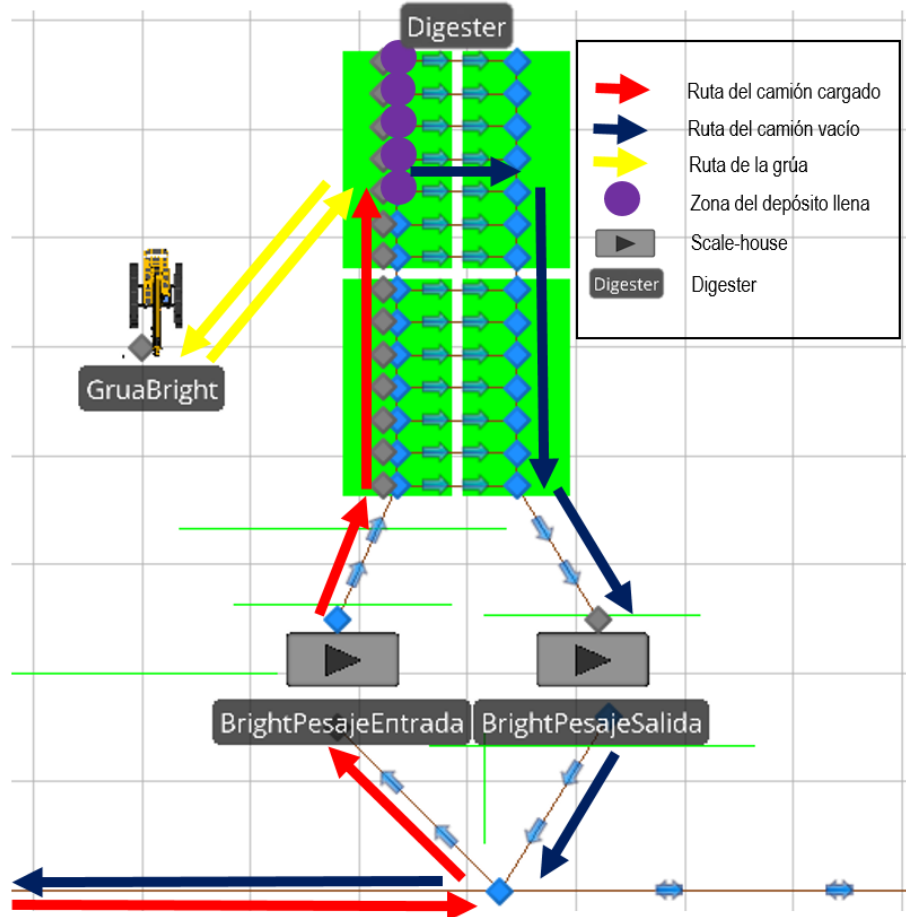 Digester
Ruta del camión cargado
Ruta del camión vacío
Ruta de la grúa
Zona del depósito llena
Scale-house
Digester
Digester
GruaBright
BrightPesajeEntrada
BrightPesajeSalida